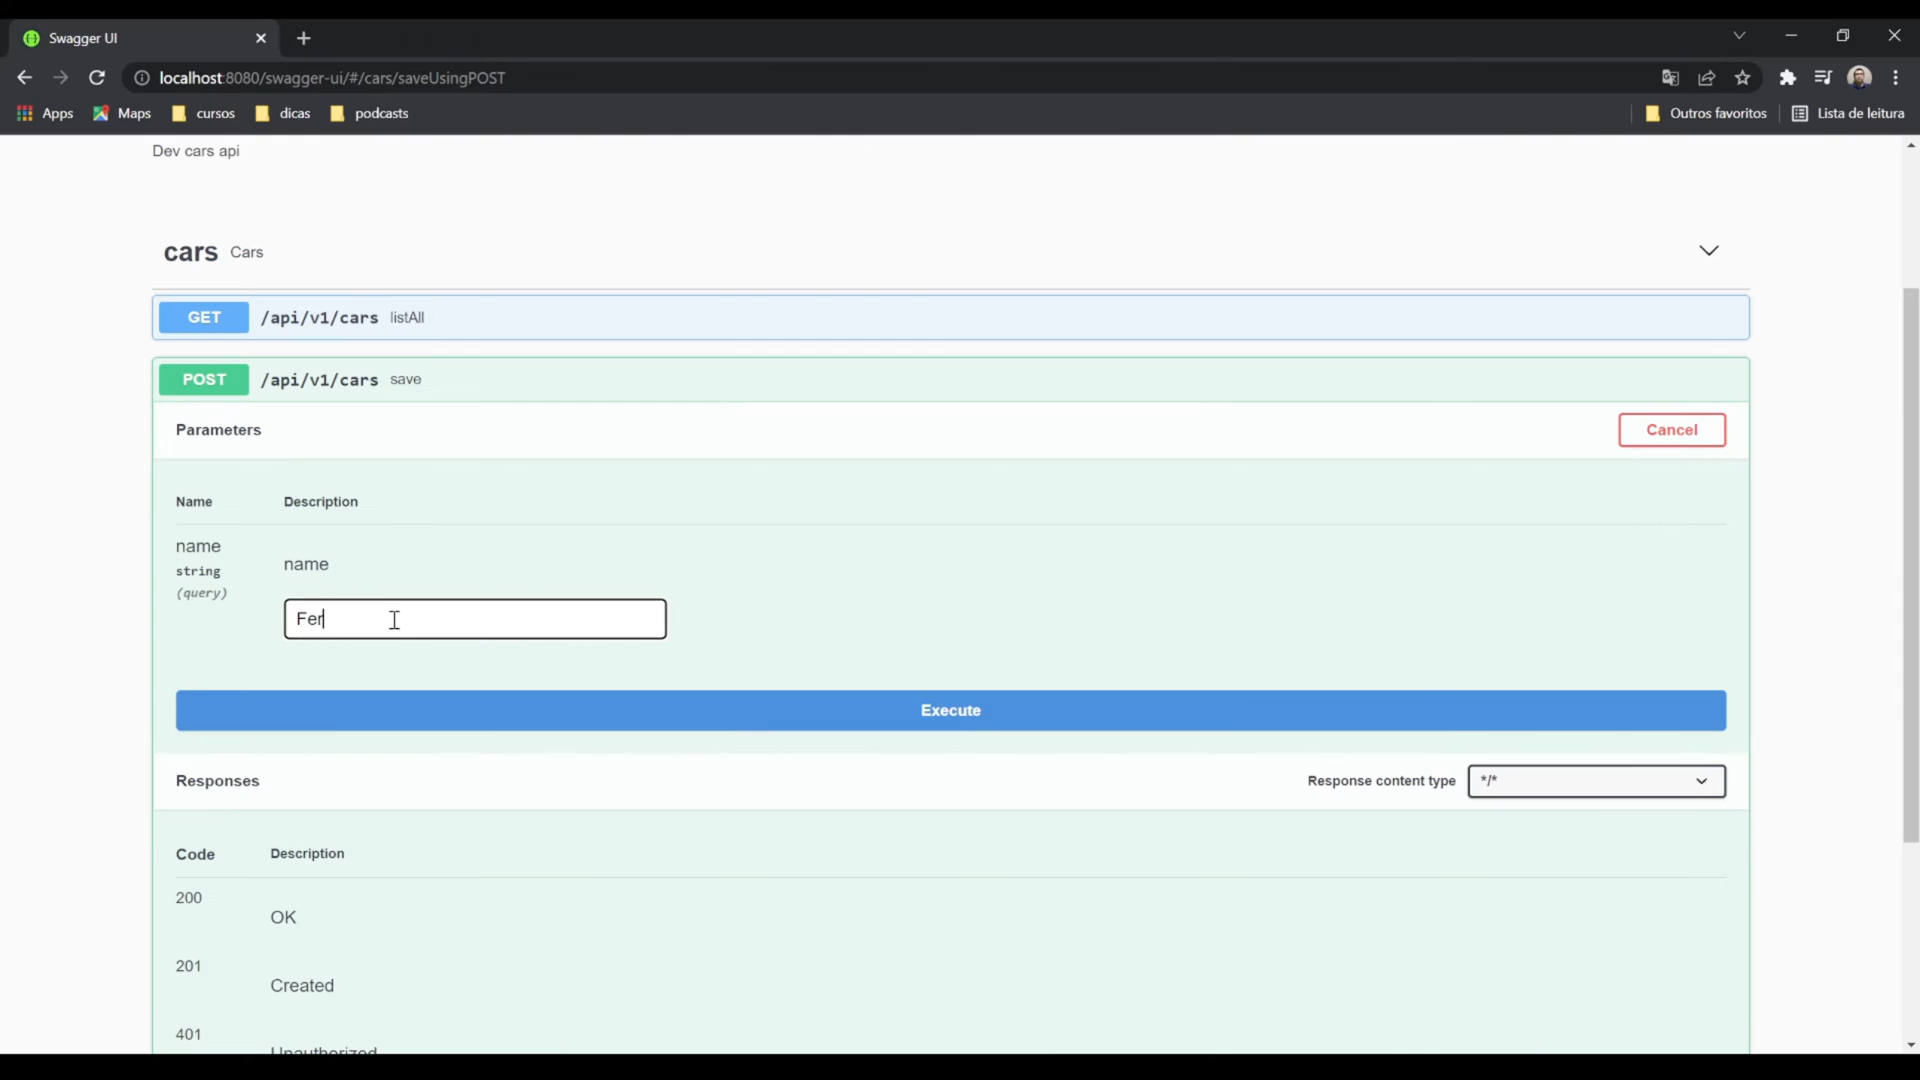 Swagger UI
localhost:8080/swagger-ui/#/cars/saveUsingPOST
Apps Maps cursos dicas podcasts Outros favoritos Lista de leitura
Dev cars api
cars Cars
GET /api/v1/cars listAll
POST /api/v1/cars save
Parameters Cancel
Name Description
name
string
(query)
name
Fer
Execute
Responses Response content type */*
Code Description
200
OK
201
Created
401
Unauthorized